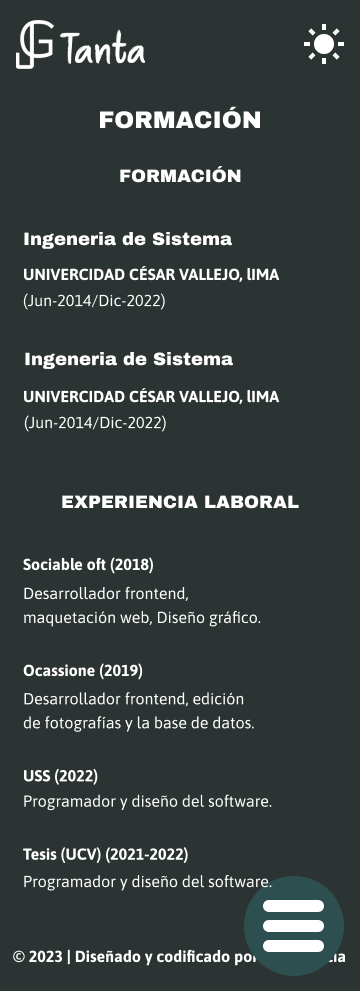 JG Tanta
FORMACIÓN
FORMACIÓN
Ingeneria de Sistema
UNIVERCIDAD CÉSAR VALLEJO, lIMA
(Jun-2014/Dic-2022)
Ingeneria de Sistema
UNIVERCIDAD CÉSAR VALLEJO, lIMA
(Jun-2014/Dic-2022)
EXPERIENCIA LABORAL
Sociable oft (2018)
Desarrollador frontend,
maquetación web, Diseño gráfico.
Ocassione (2019)
Desarrollador frontend, edición
de fotografías y la base de datos.
USS (2022)
Programador y diseño del software.
Tesis (UCV) (2021-2022)
Programador y diseño del software.
© 2023 | Diseñado y codificado por